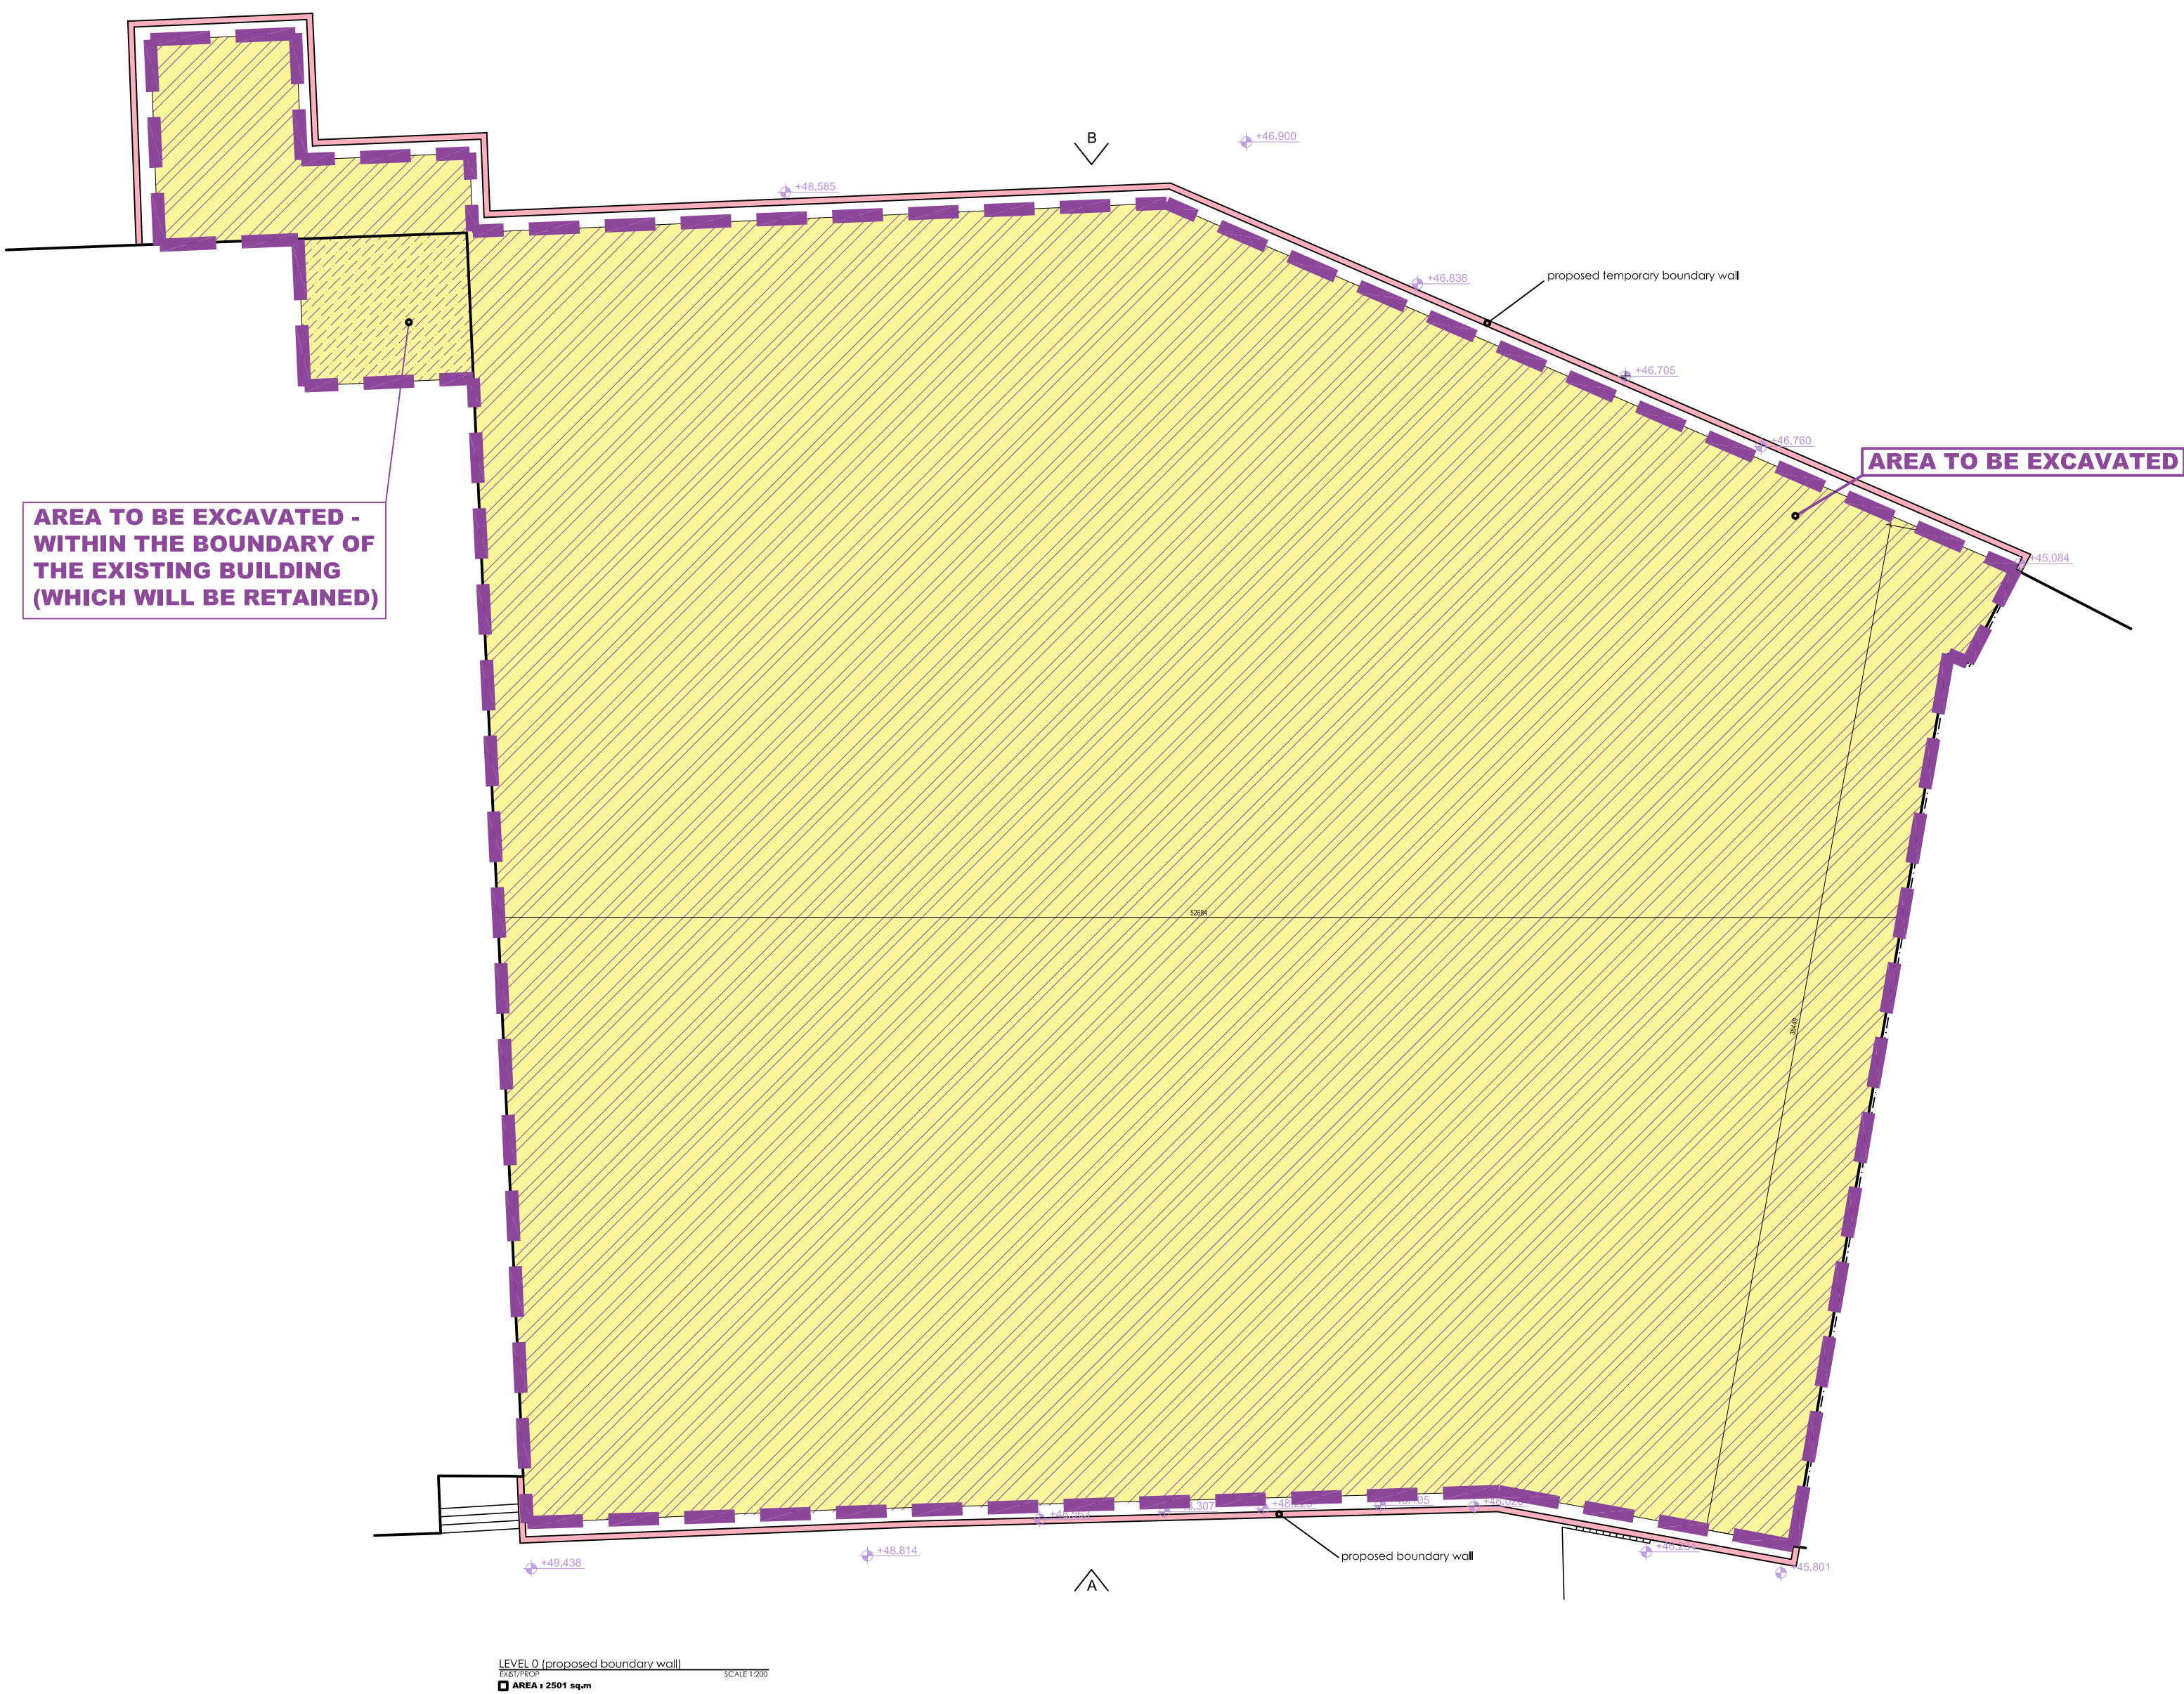 B
+46.900
+48.585
+46.838
proposed temporary boundary wall
+46.705
+46.760
AREA TO BE EXCAVATED
AREA TO BE EXCAVATED -
WITHIN THE BOUNDARY OF
THE EXISTING BUILDING
(WHICH WILL BE RETAINED)
+45.084
52684
+48.814
+49.438
proposed boundary wall
+45.801
A
LEVEL 0 (proposed boundary wall)
EXIST/PROP SCALE 1:200
AREA : 2501 sq.m